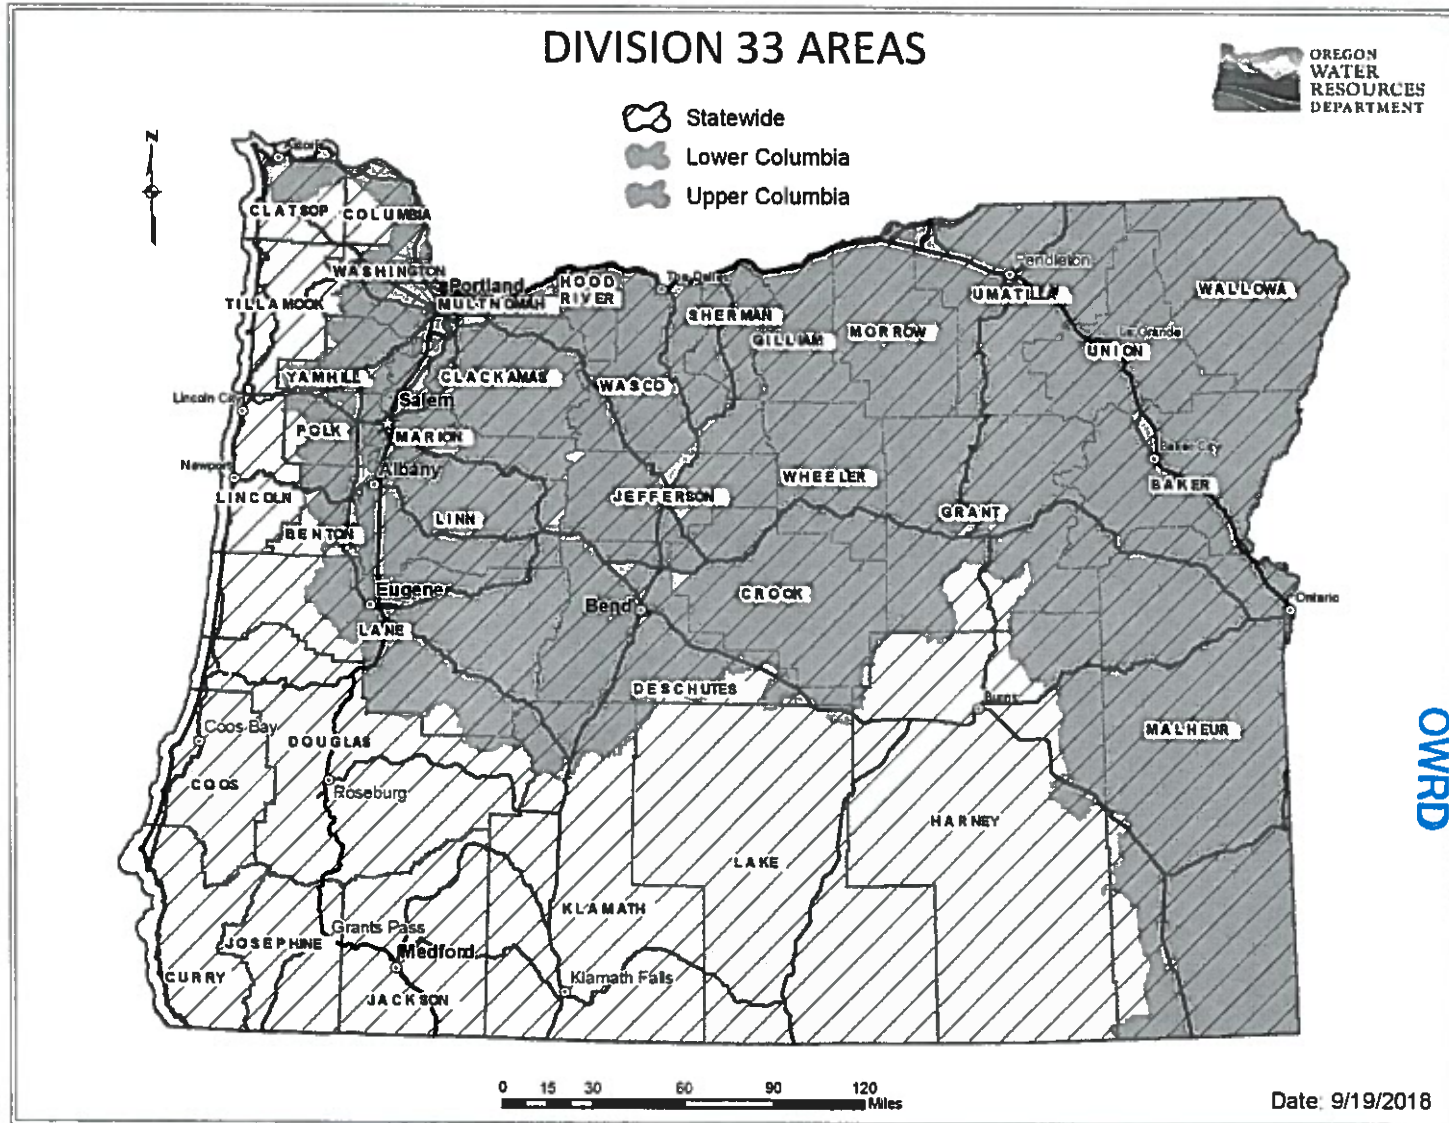 DIVISION 33 AREAS
OREGON
WATER
RESOURCES
DEPARTMENT
Statewide
Lower Columbia
Upper Columbia
N
Astoria
CLATSOP
COLUMBIA
WASHINGTON
Portland
HOOD
RIVER
The Dalles
Pendleton
TILLAMOOK
MULTNOMAH
SHERMAN
UMATILLA
WALLOWA
GILLIAM
MORROW
La Grande
UNION
YAMHILL
CLACKAMAS
WASCO
Lincoln City
Salem
POLK
MARION
Baker City
Newport
Albany
WHEELER
BAKER
LINCOLN
JEFFERSON
LINN
GRANT
BENTON
Eugene
Bend
CROOK
Ontario
LANE
DESCHUTES
Burns
Coos Bay
DOUGLAS
MALHEUR
COOS
Roseburg
HARNEY
LAKE
KLAMATH
Grants Pass
JOSEPHINE
Medford
CURRY
Klamath Falls
JACKSON
OWRD
0 15 30 60 90 120
Miles
Date: 9/19/2018